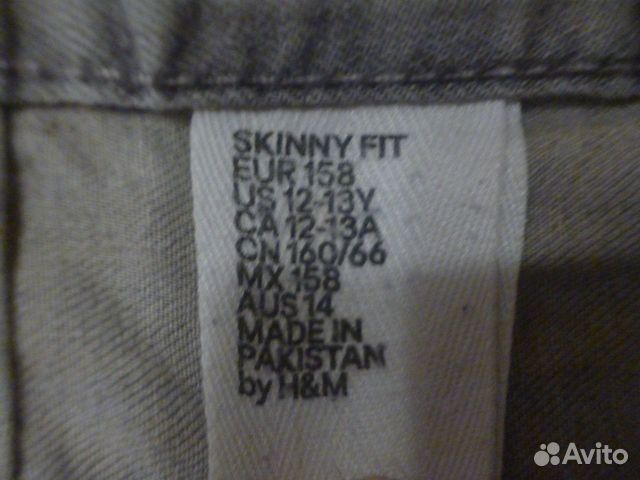 SKINNY FIT
EUR 158
US 12-13Y
CA 12-13A
CN 160/66
MX 158
AUS 14
MADE IN
PAKISTAN
by H&M
Avito